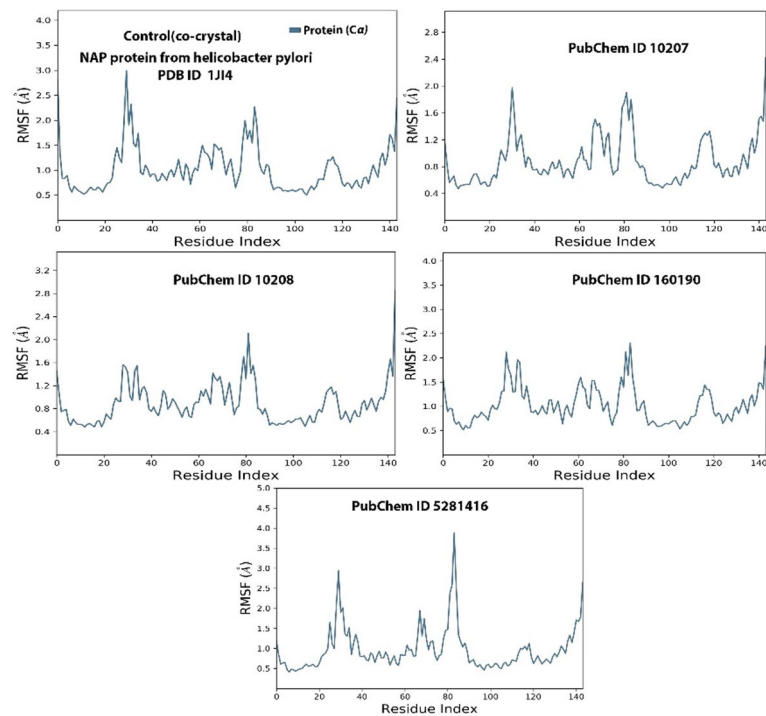 Control(co-crystal)
Protein (Cα)
NAP protein from helicobacter pylori
PDB ID 1JI4
RMSF (Å)
4.0
3.5
3.0
2.5
2.0
1.5
1.0
0.5
0 20 40 60 80 100 120 140
Residue Index
PubChem ID 10207
RMSF (Å)
2.8
2.4
2.0
1.6
1.2
0.8
0.4
0 20 40 60 80 100 120 140
Residue Index
PubChem ID 10208
RMSF (Å)
3.2
2.8
2.4
2.0
1.6
1.2
0.8
0.4
0 20 40 60 80 100 120 140
Residue Index
PubChem ID 160190
RMSF (Å)
4.0
3.5
3.0
2.5
2.0
1.5
1.0
0.5
0 20 40 60 80 100 120 140
Residue Index
PubChem ID 5281416
RMSF (Å)
5.0
4.5
4.0
3.5
3.0
2.5
2.0
1.5
1.0
0.5
0 20 40 60 80 100 120 140
Residue Index